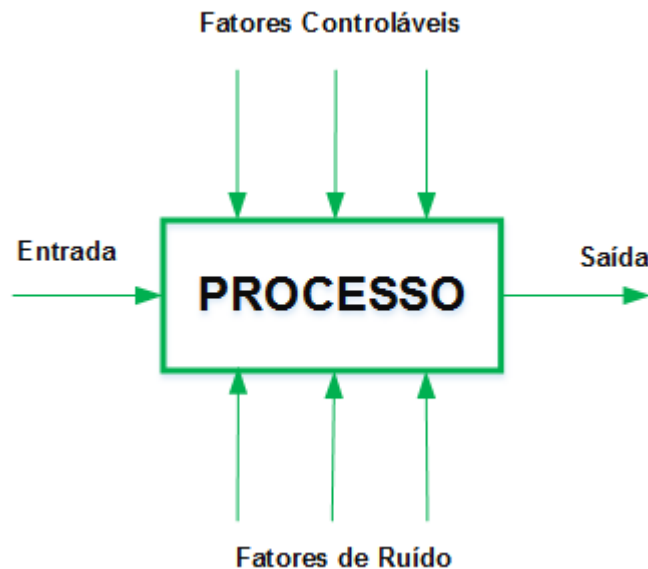 Fatores Controláveis
Entrada
PROCESSO
Saída
Fatores de Ruído